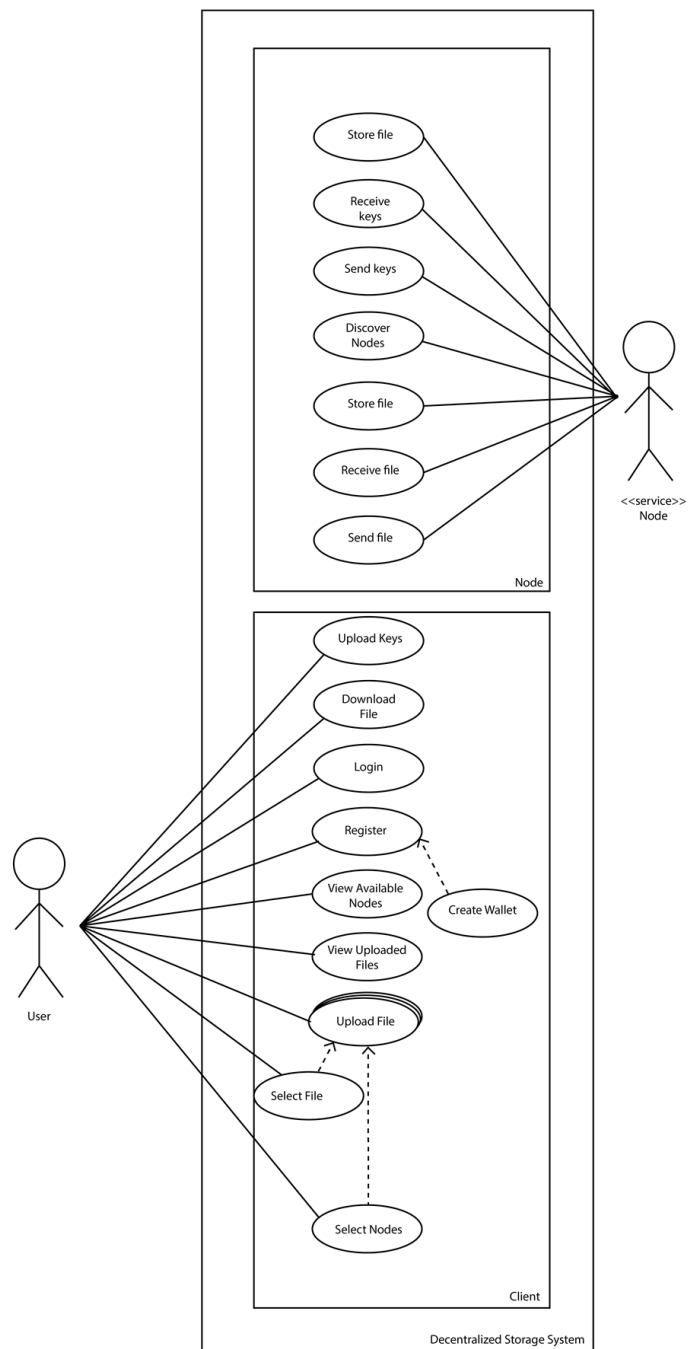 Store file
Receive
keys
Send keys
Discover
Nodes
Store file
Receive file
Send file
<<service>>
Node
Node
Upload Keys
Download
File
Login
Register
View Available
Nodes
Create Wallet
View Uploaded
Files
Upload File
User
Select File
Select Nodes
Client
Decentralized Storage System